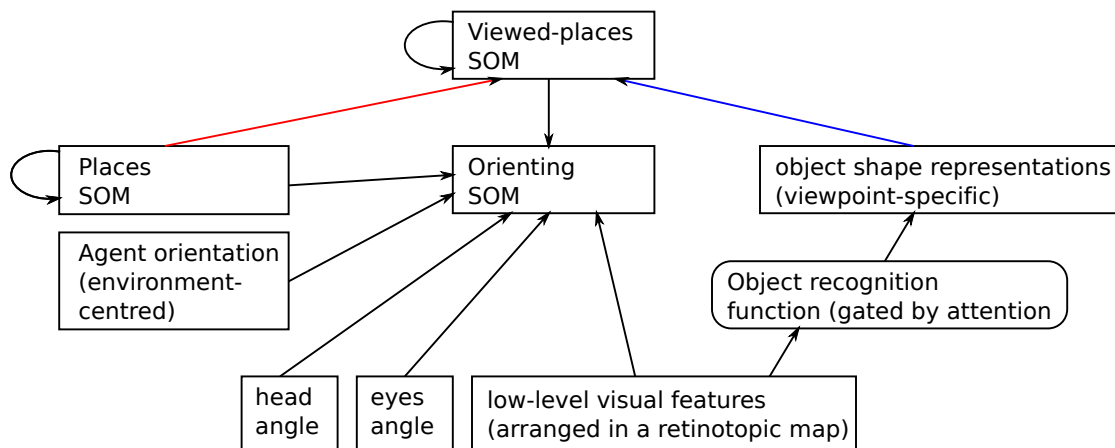 Viewed-places
SOM
Places
SOM
Orienting
SOM
object shape representations
(viewpoint-specific)
Agent orientation
(environment-
centred)
Object recognition
function (gated by attention
head
angle
eyes
angle
low-level visual features
(arranged in a retinotopic map)